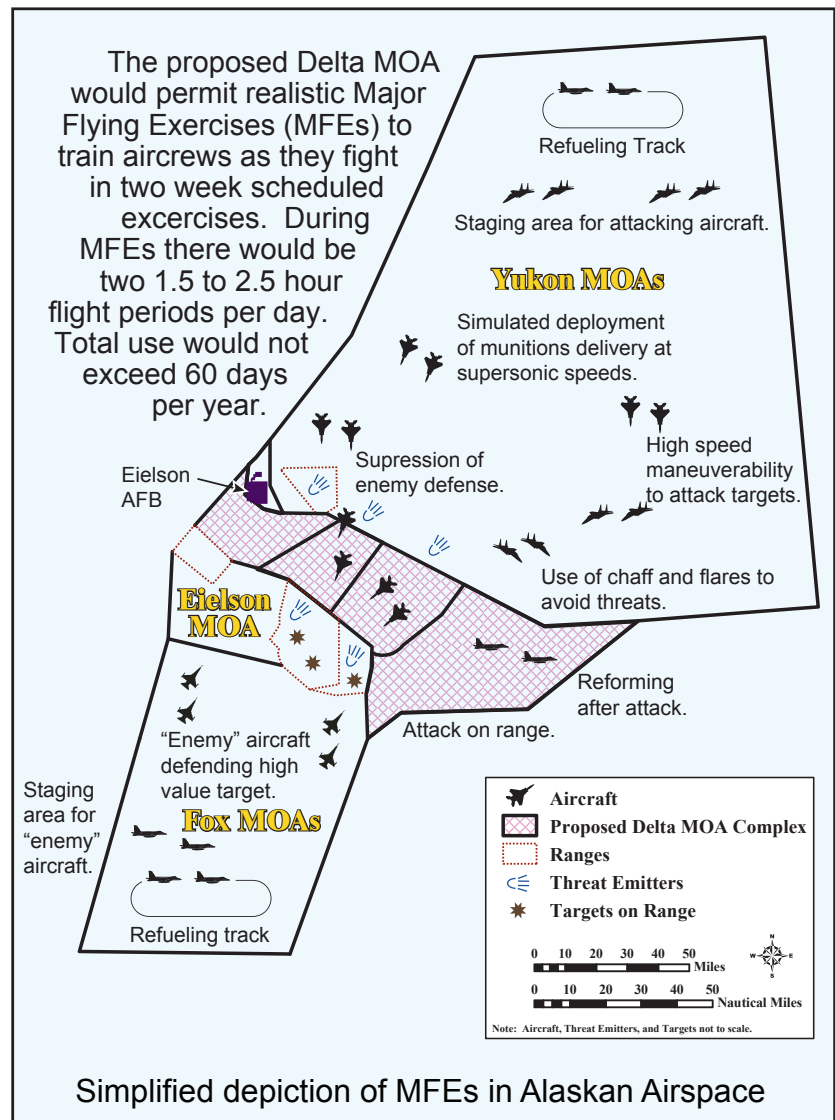 The proposed Delta MOA
would permit realistic Major
Flying Exercises (MFEs) to
train aircrews as they fight
in two week scheduled
excercises. During
MFEs there would be
two 1.5 to 2.5 hour
flight periods per day.
Total use would not
exceed 60 days
per year.
Refueling Track
Staging area for attacking aircraft.
Yukon MOAs
Simulated deployment
of munitions delivery at
supersonic speeds.
High speed
maneuverability
to attack targets.
Supression of
enemy defense.
Eielson
AFB
Use of chaff and flares to
avoid threats.
Eielson
MOA
Reforming
after attack.
Attack on range.
"Enemy" aircraft
defending high
value target.
Staging
area for
"enemy"
aircraft.
Fox MOAs
Refueling track
Aircraft
Proposed Delta MOA Complex
Ranges
Threat Emitters
Targets on Range
0 10 20 30 40 50
Miles
0 10 20 30 40 50
Nautical Miles
N
W E
S
Note: Aircraft, Threat Emitters, and Targets not to scale.
Simplified depiction of MFEs in Alaskan Airspace